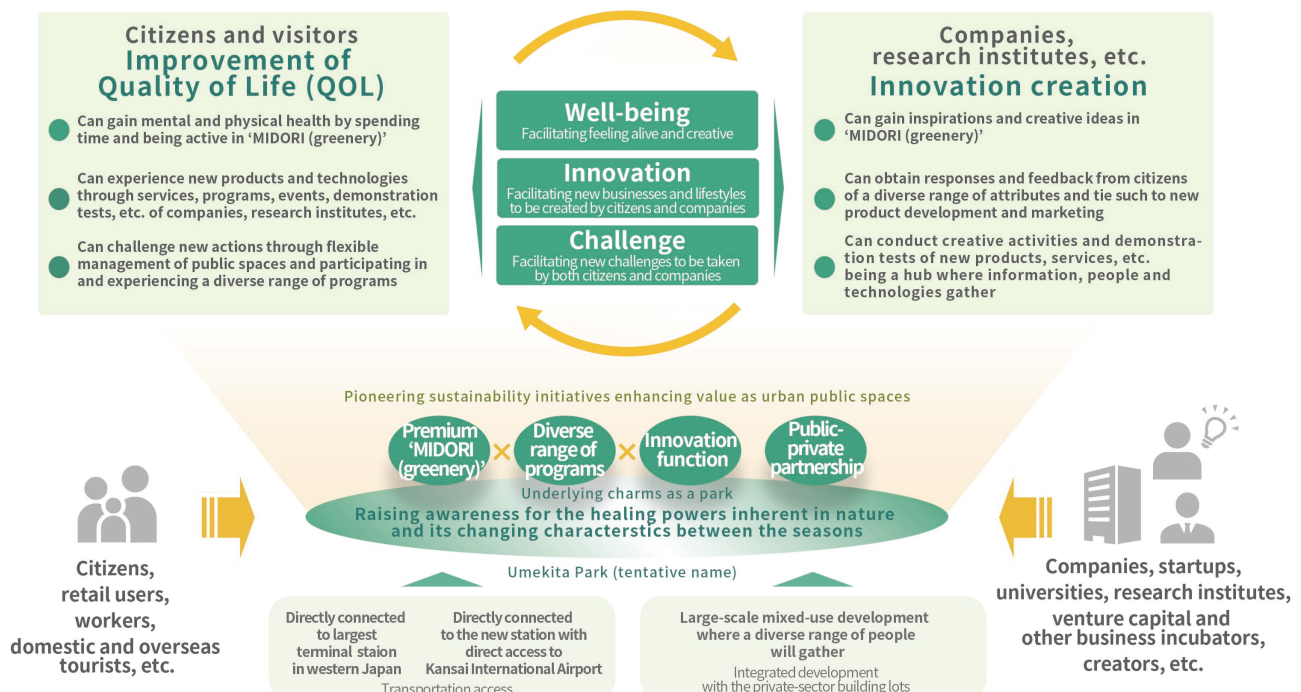 Citizens and visitors
Improvement of
Quality of Life (QOL)
Can gain mental and physical health by spending
time and being active in ‘MIDORI (greenery)’
Can experience new products and technologies
through services, programs, events, demonstration
tests, etc. of companies, research institutes, etc.
Can challenge new actions through flexible
management of public spaces and participating in
and experiencing a diverse range of programs
Well-being
Facilitating feeling alive and creative
Innovation
Facilitating new businesses and lifestyles
to be created by citizens and companies
Challenge
Facilitating new challenges to be taken
by both citizens and companies
Companies,
research institutes, etc.
Innovation creation
Can gain inspirations and creative ideas in
‘MIDORI (greenery)’
Can obtain responses and feedback from citizens
of a diverse range of attributes and tie such to new
product development and marketing
Can conduct creative activities and demonstra-
tion tests of new products, services, etc.
being a hub where information, people and
technologies gather
Pioneering sustainability initiatives enhancing value as urban public spaces
Premium
‘MIDORI
(greenery)’
×
Diverse
range of
programs
×
Innovation
function
Public-
private
partnership
Underlying charms as a park
Raising awareness for the healing powers inherent in nature
and its changing characterstics between the seasons
Umekita Park (tentative name)
Citizens,
retail users,
workers,
domestic and overseas
tourists, etc.
Companies, startups,
universities, research institutes,
venture capital and
other business incubators,
creators, etc.
Directly connected
to largest
terminal staion
in western Japan
Directly connected
to the new station with
direct access to
Kansai International Airport
Transportation access
Large-scale mixed-use development
where a diverse range of people
will gather
Integrated development
with the private-sector building lots